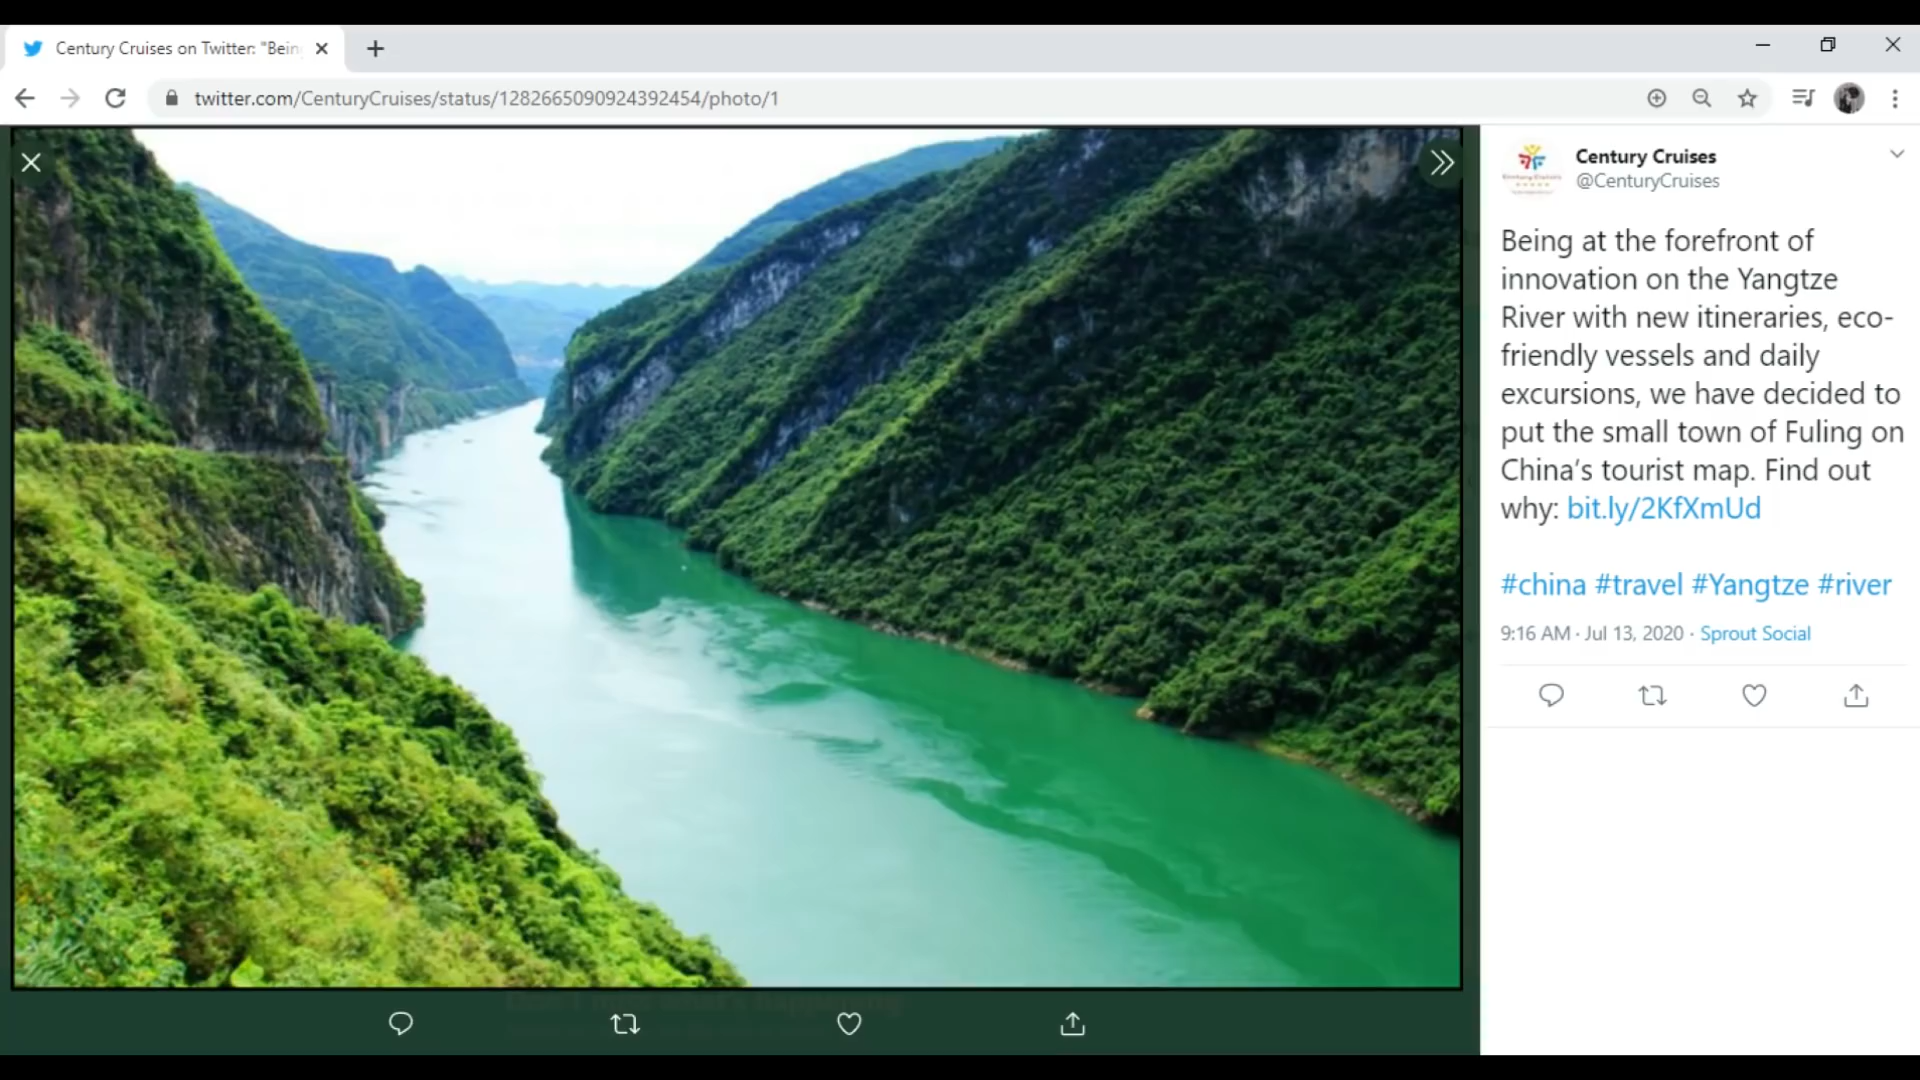 Century Cruises on Twitter: "Bein
twitter.com/CenturyCruises/status/1282665090924392454/photo/1
Century Cruises
@CenturyCruises
Being at the forefront of
innovation on the Yangtze
River with new itineraries, eco-
friendly vessels and daily
excursions, we have decided to
put the small town of Fuling on
China’s tourist map. Find out
why: bit.ly/2KfXmUd
#china #travel #Yangtze #river
9:16 AM · Jul 13, 2020 · Sprout Social